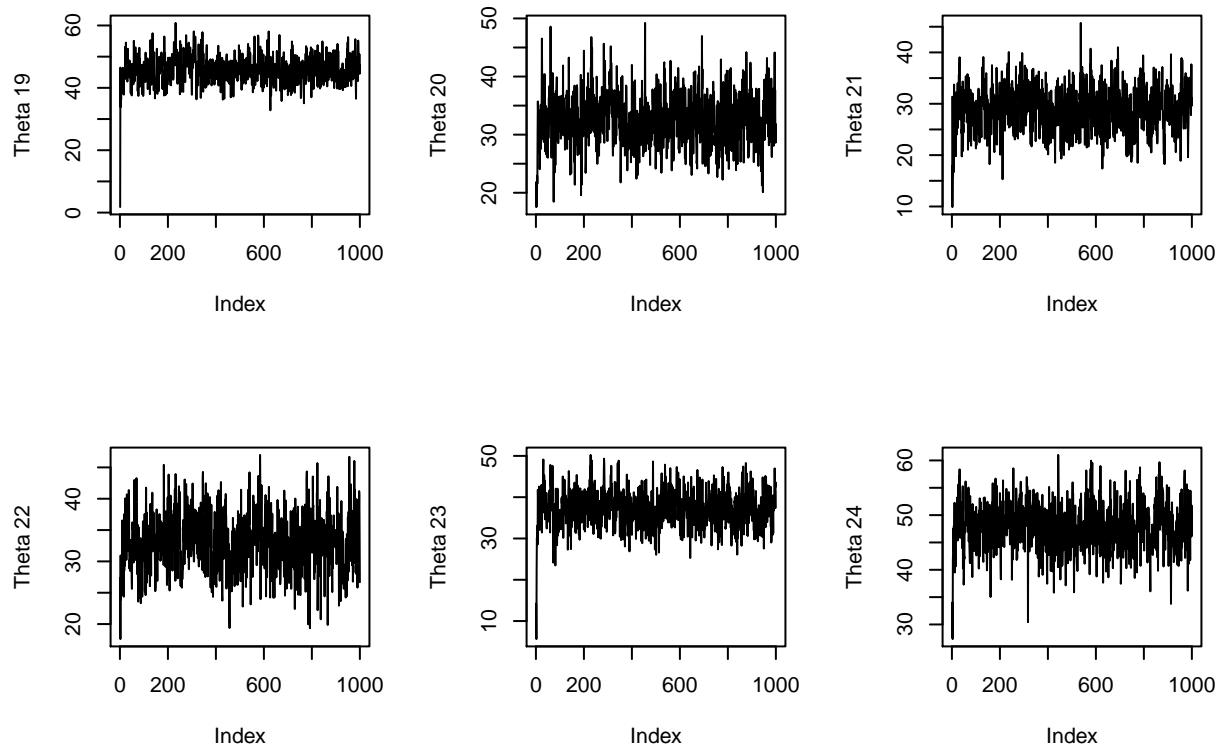 Theta 19
0 20 40 60
0 200 600 1000
Index
Theta 20
20 30 40 50
0 200 600 1000
Index
Theta 21
10 20 30 40
0 200 600 1000
Index
Theta 22
20 30 40
0 200 600 1000
Index
Theta 23
10 30 50
0 200 600 1000
Index
Theta 24
30 40 50 60
0 200 600 1000
Index